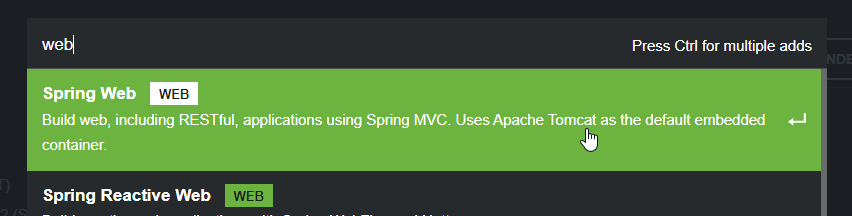 web
Press Ctrl for multiple adds
NDE
Spring Web WEB
Build web, including RESTful, applications using Spring MVC. Uses Apache Tomcat as the default embedded
container.
T)
Spring Reactive Web WEB